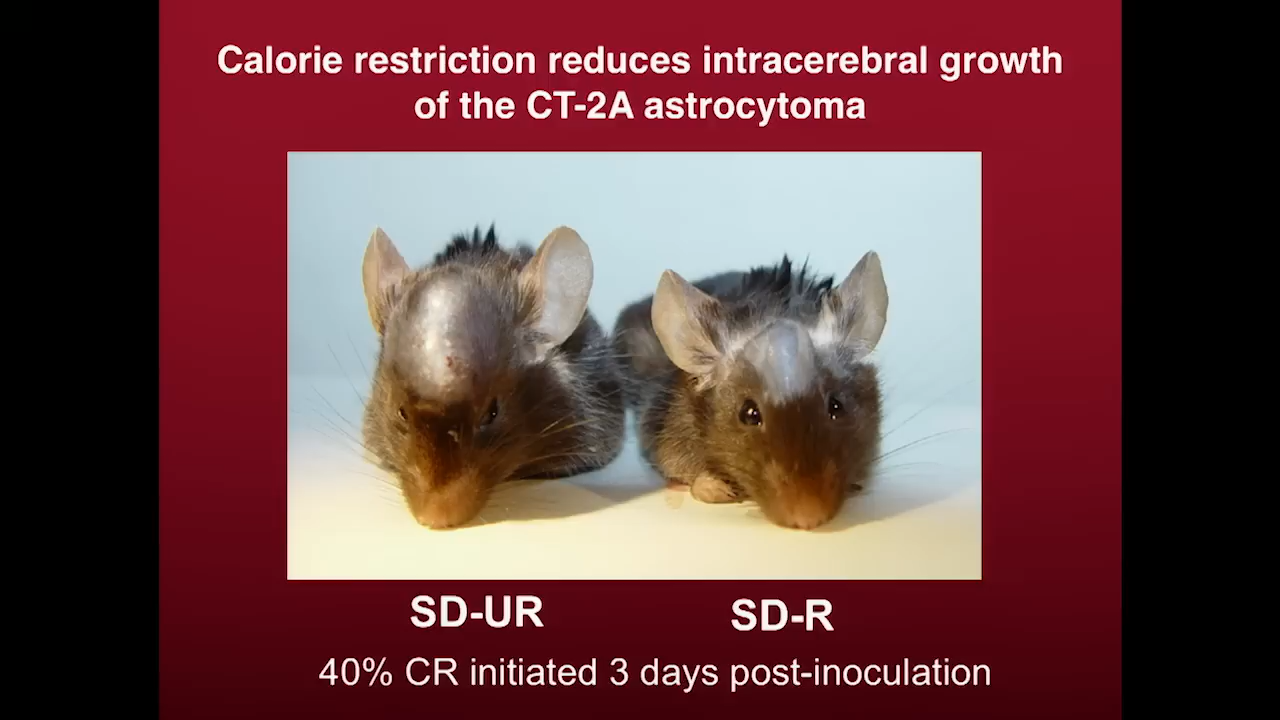 Calorie restriction reduces intracerebral growth
of the CT-2A astrocytoma
SD-UR
SD-R
40% CR initiated 3 days post-inoculation